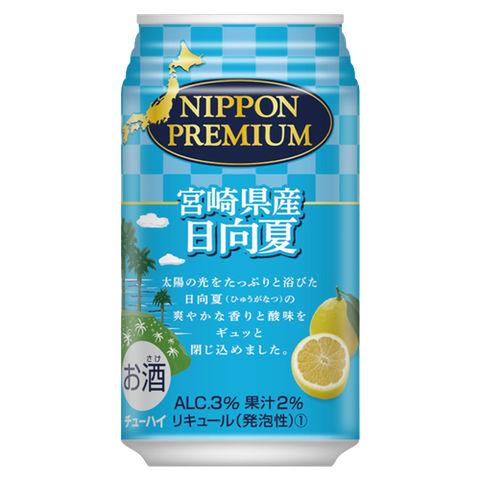 NIPPON
PREMIUM
宮崎県産
日向夏
太陽の光をたっぷりと浴びた
日向夏(ひゅうがなつ)の
爽やかな香りと酸味を
ギュッと
閉じ込めました。
さけ
お酒
チューハイ
ALC.3% 果汁2%
リキュール(発泡性)①